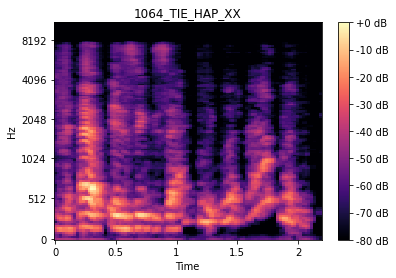 1064_TIE_HAP_XX
+0 dB
8192
-10 dB
4096
-20 dB
-30 dB
2048
Hz
-40 dB
1024
-50 dB
512
-60 dB
-70 dB
0
-80 dB
0
0.5
1
1.5
2
Time